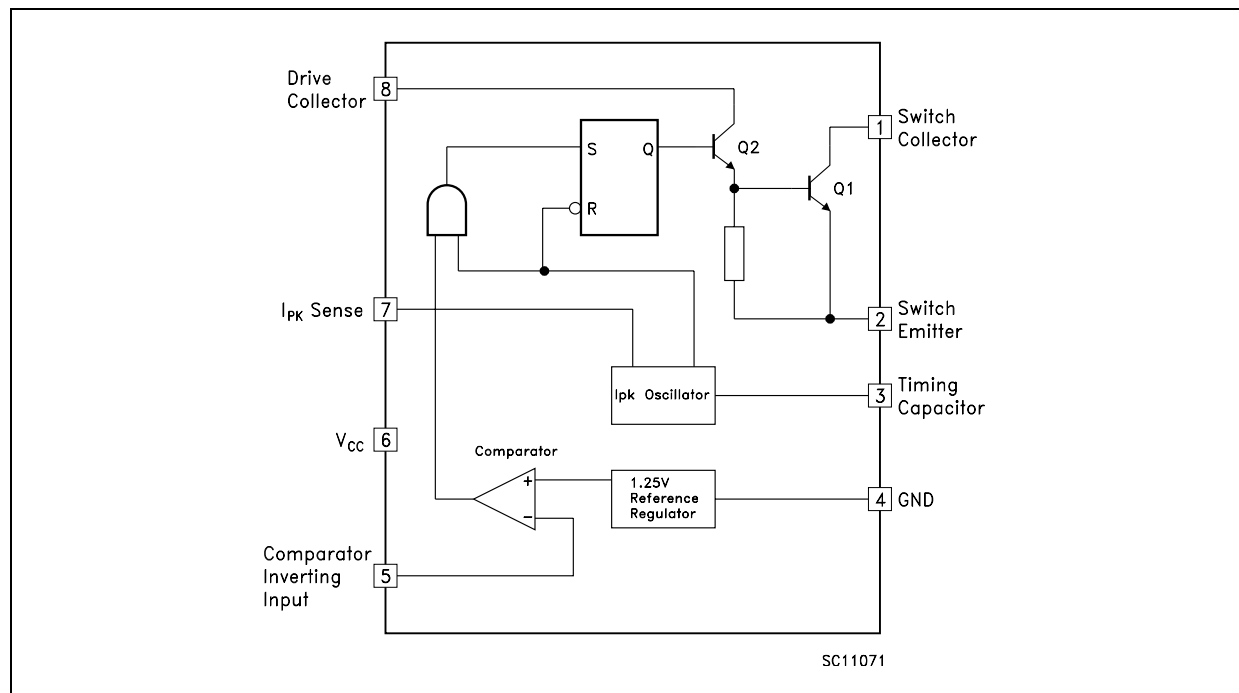 Drive
Collector
8
S
Q
R
Q2
Q1
1
Switch
Collector
I_PK Sense
7
2
Switch
Emitter
Ipk Oscillator
3
Timing
Capacitor
V_CC
6
Comparator
+
−
1.25V
Reference
Regulator
4
GND
Comparator
Inverting
Input
5
SC11071